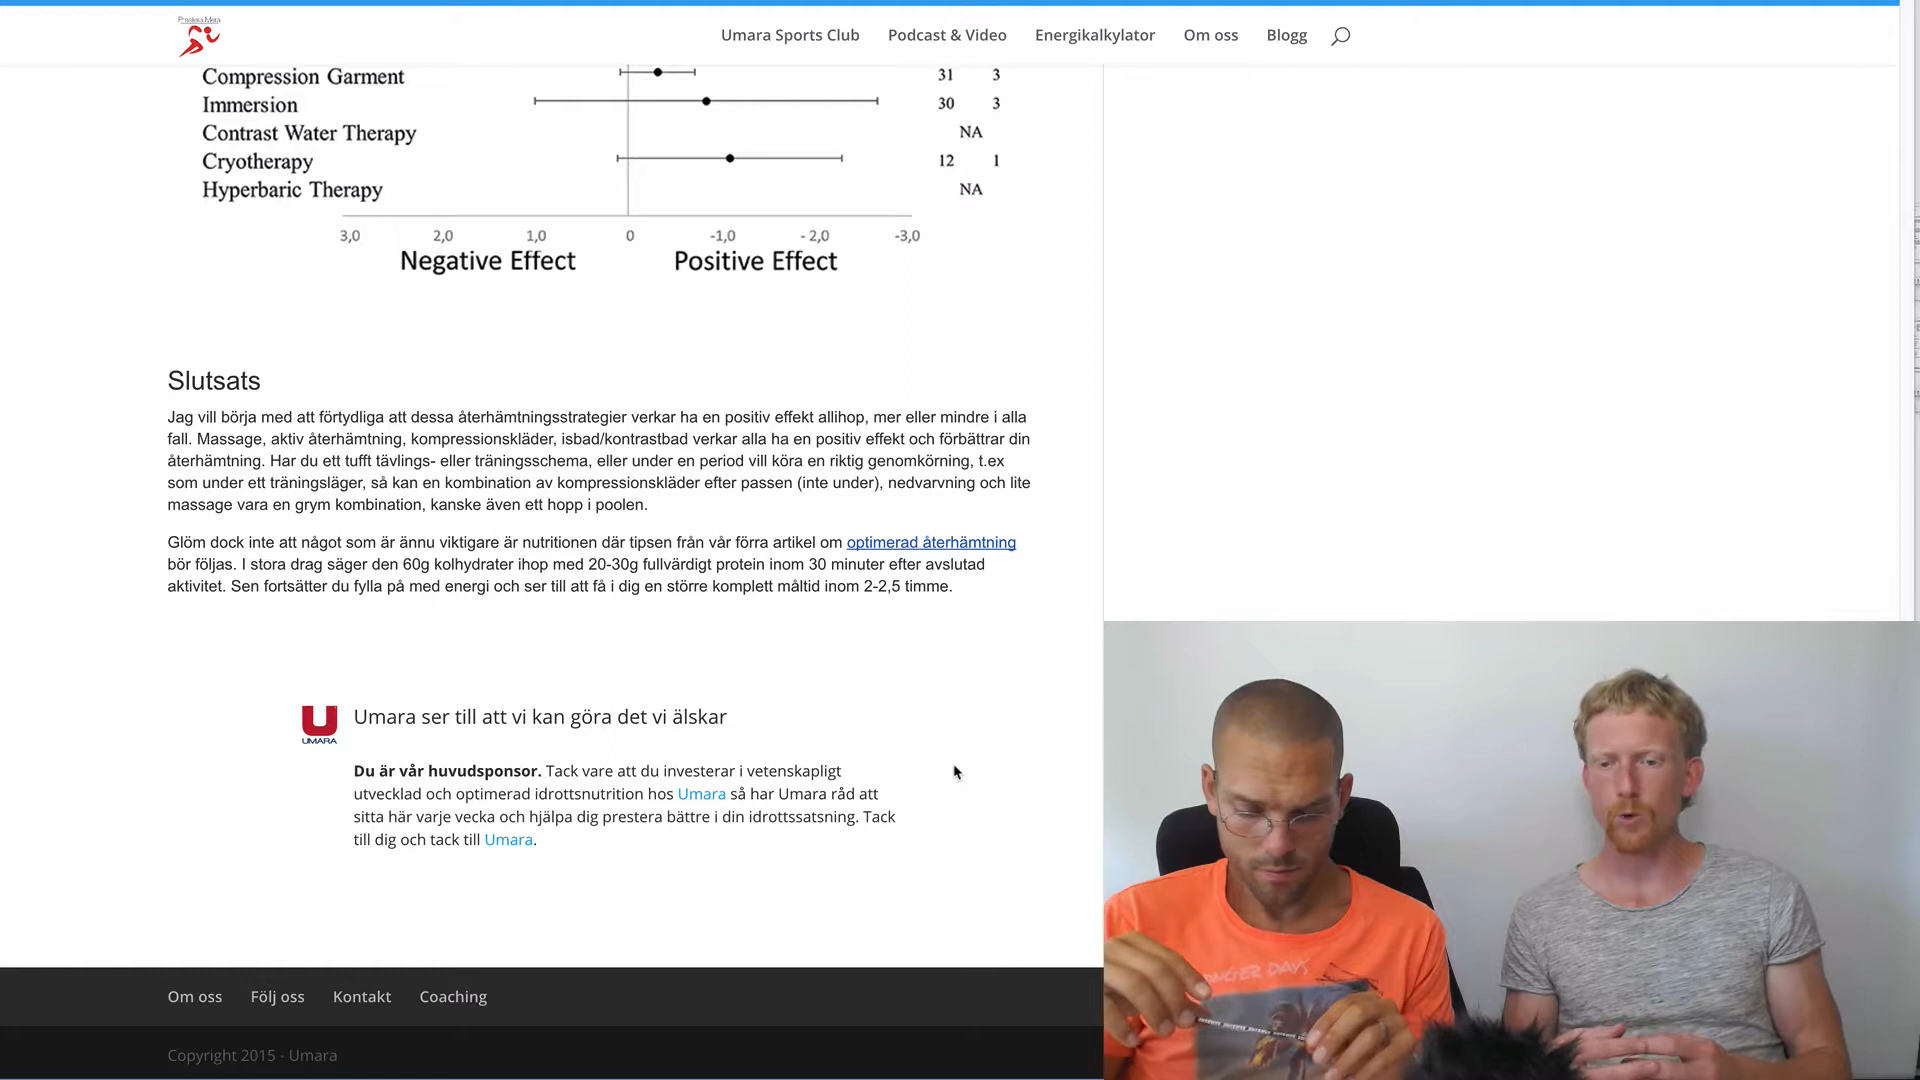 Prestera Mera
Umara Sports Club Podcast & Video Energikalkylator Om oss Blogg
Compression Garment 31 3
Immersion 30 3
Contrast Water Therapy NA
Cryotherapy 12 1
Hyperbaric Therapy NA
3,0 2,0 1,0 0 -1,0 - 2,0 -3,0
Negative Effect Positive Effect
Slutsats
Jag vill börja med att förtydliga att dessa återhämtningsstrategier verkar ha en positiv effekt allihop, mer eller mindre i alla
fall. Massage, aktiv återhämtning, kompressionskläder, isbad/kontrastbad verkar alla ha en positiv effekt och förbättrar din
återhämtning. Har du ett tufft tävlings- eller träningsschema, eller under en period vill köra en riktig genomkörning, t.ex
som under ett träningsläger, så kan en kombination av kompressionskläder efter passen (inte under), nedvarvning och lite
massage vara en grym kombination, kanske även ett hopp i poolen.
Glöm dock inte att något som är ännu viktigare är nutritionen där tipsen från vår förra artikel om optimerad återhämtning
bör följas. I stora drag säger den 60g kolhydrater ihop med 20-30g fullvärdigt protein inom 30 minuter efter avslutad
aktivitet. Sen fortsätter du fylla på med energi och ser till att få i dig en större komplett måltid inom 2-2,5 timme.
UMARA
Umara ser till att vi kan göra det vi älskar
Du är vår huvudsponsor. Tack vare att du investerar i vetenskapligt
utvecklad och optimerad idrottsnutrition hos Umara så har Umara råd att
sitta här varje vecka och hjälpa dig prestera bättre i din idrottssatsning. Tack
till dig och tack till Umara.
DAYS
Om oss Följ oss Kontakt Coaching
Copyright 2015 - Umara